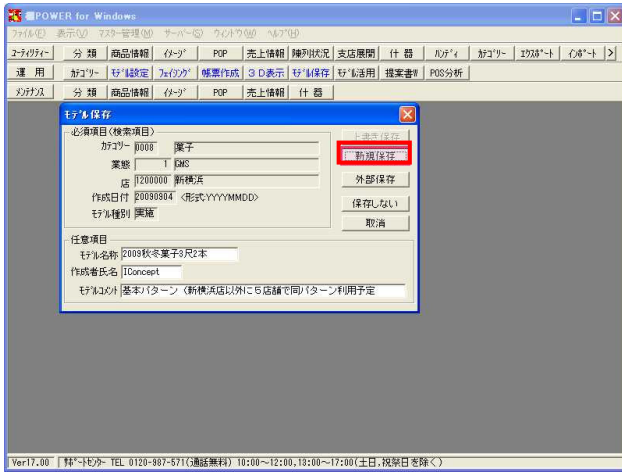 棚POWER for Windows
ファイル(F) 表示(V) マスター管理(M) サーバー(S) ウィンドウ(W) ヘルプ(H)
ユーティリティー 分 類 商品情報 イメージ POP 売上情報 陳列状況 支店展開 什 器 ハンディ カテゴリー エクスポート インポート >
運 用 カテゴリー モデル設定 フェイシング 帳票作成 3D表示 モデル保存 モデル活用 提案書W POS分析
メンテナンス 分 類 商品情報 イメージ POP 売上情報 什 器
モデル保存
必須項目(検索項目)
カテゴリー 0008 菓子
業態 1 GMS
店 1200000 新横浜
作成日付 20090904 <形式:YYYYMMDD>
モデル種別 実施
上書き保存
新規保存
外部保存
保存しない
取消
任意項目
モデル名称 2009秋冬菓子3尺2本
作成者氏名 IConcept
モデルコメント 基本パターン（新横浜店以外に5店舗で同パターン利用予定
Ver17.00 サポートセンター TEL 0120-987-571(通話無料) 10:00～12:00,13:00～17:00(土日,祝祭日を除く)